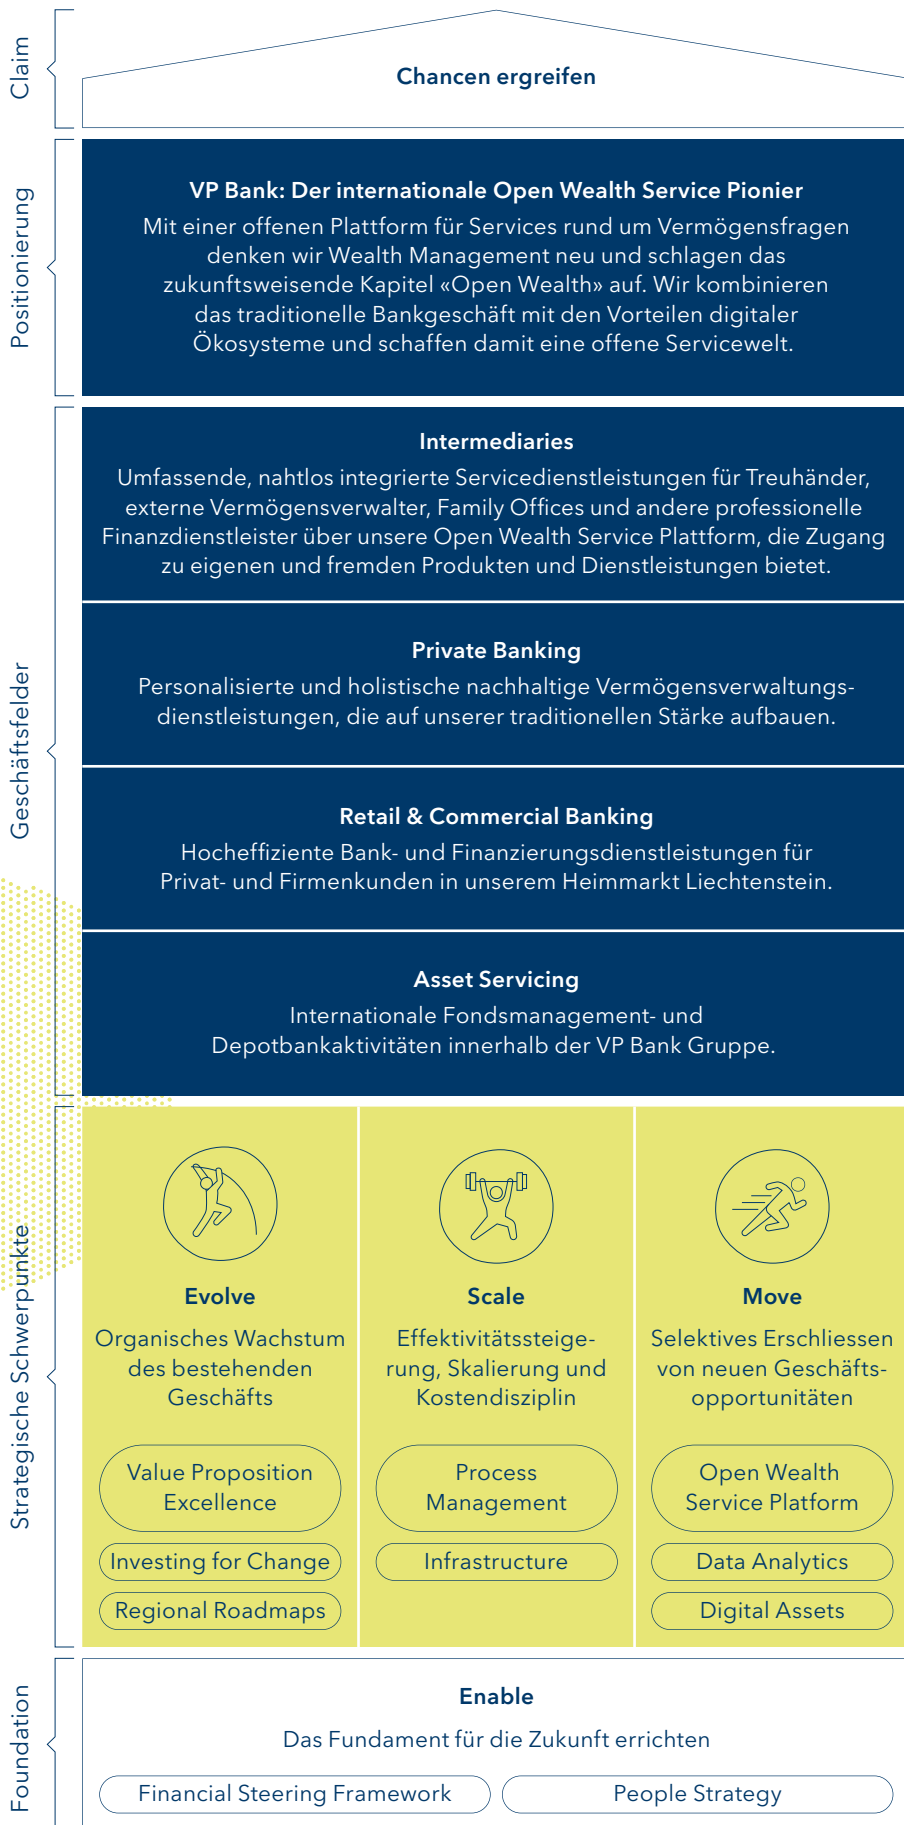 Claim
Chancen ergreifen
Positionierung
VP Bank: Der internationale Open Wealth Service Pionier
Mit einer offenen Plattform für Services rund um Vermögensfragen
denken wir Wealth Management neu und schlagen das
zukunftsweisende Kapitel «Open Wealth» auf. Wir kombinieren
das traditionelle Bankgeschäft mit den Vorteilen digitaler
Ökosysteme und schaffen damit eine offene Servicewelt.
Geschäftsfelder
Intermediaries
Umfassende, nahtlos integrierte Servicedienstleistungen für Treuhänder,
externe Vermögensverwalter, Family Offices und andere professionelle
Finanzdienstleister über unsere Open Wealth Service Plattform, die Zugang
zu eigenen und fremden Produkten und Dienstleistungen bietet.
Private Banking
Personalisierte und holistische nachhaltige Vermögensverwaltungs-
dienstleistungen, die auf unserer traditionellen Stärke aufbauen.
Retail & Commercial Banking
Hocheffiziente Bank- und Finanzierungsdienstleistungen für
Privat- und Firmenkunden in unserem Heimmarkt Liechtenstein.
Asset Servicing
Internationale Fondsmanagement- und
Depotbankaktivitäten innerhalb der VP Bank Gruppe.
Strategische Schwerpunkte
Evolve
Organisches Wachstum
des bestehenden
Geschäfts
Value Proposition
Excellence
Investing for Change
Regional Roadmaps
Scale
Effektivitätssteige-
rung, Skalierung und
Kostendisziplin
Process
Management
Infrastructure
Move
Selektives Erschliessen
von neuen Geschäfts-
opportunitäten
Open Wealth
Service Platform
Data Analytics
Digital Assets
Foundation
Enable
Das Fundament für die Zukunft errichten
Financial Steering Framework
People Strategy